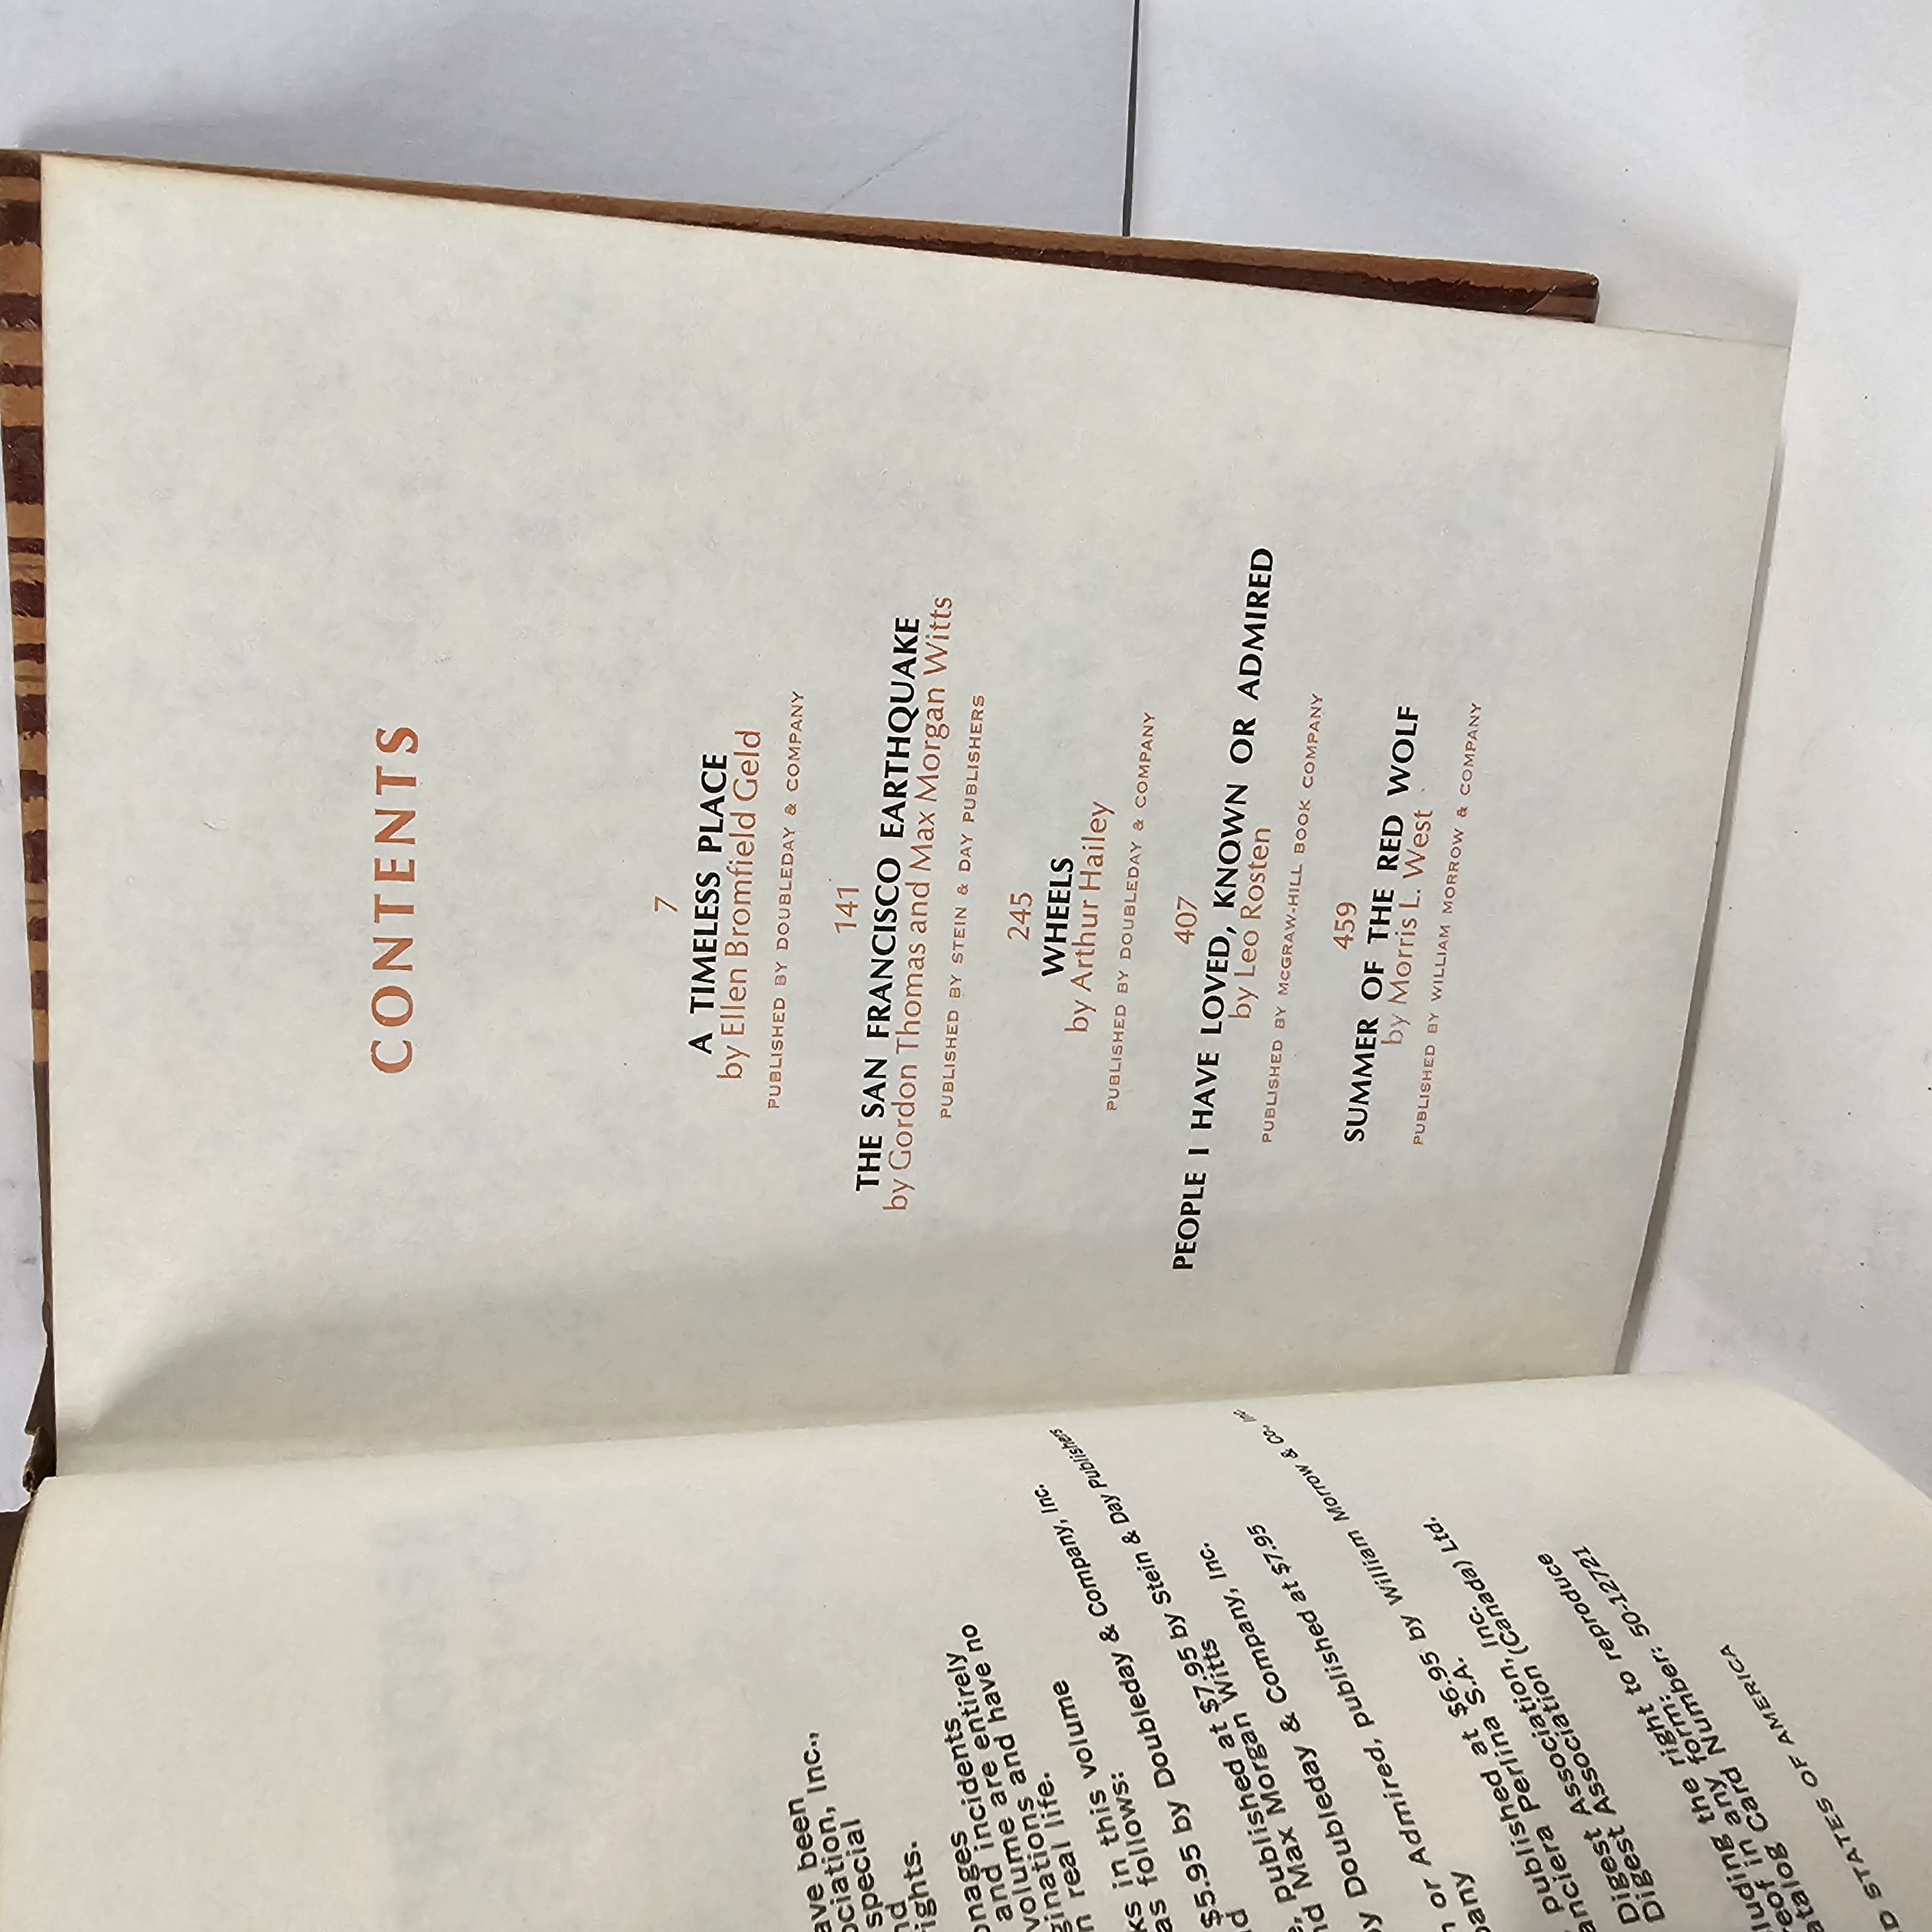 ave been
ociation, Inc.,
special
nd
ights.
onages
and incidents
volume are entirely
ginations and have no
n real life.
ks in this volume
as follows:
$5.95 by Doubleday & Company, Inc.
ld
e, published at $7.95 by Stein & Day Publishers
nd Max Morgan Witts
by Doubleday & Company, Inc.
n or Admired, published at $7.95
pany
, published at $6.95 by William Morrow & Co., Inc.
anciera Perlina S.A.
Digest Association, Inc.
Digest Association (Canada) Ltd.
luding the right to reproduce
reof in any form:
atalog Card Number: 50-12721
D STATES OF AMERICA
CONTENTS
7
A TIMELESS PLACE
by Ellen Bromfield Geld
PUBLISHED BY DOUBLEDAY & COMPANY
141
THE SAN FRANCISCO EARTHQUAKE
by Gordon Thomas and Max Morgan Witts
PUBLISHED BY STEIN & DAY PUBLISHERS
245
WHEELS
by Arthur Hailey
PUBLISHED BY DOUBLEDAY & COMPANY
407
PEOPLE I HAVE LOVED, KNOWN OR ADMIRED
by Leo Rosten
PUBLISHED BY MCGRAW-HILL BOOK COMPANY
459
SUMMER OF THE RED WOLF
by Morris L. West
PUBLISHED BY WILLIAM MORROW & COMPANY